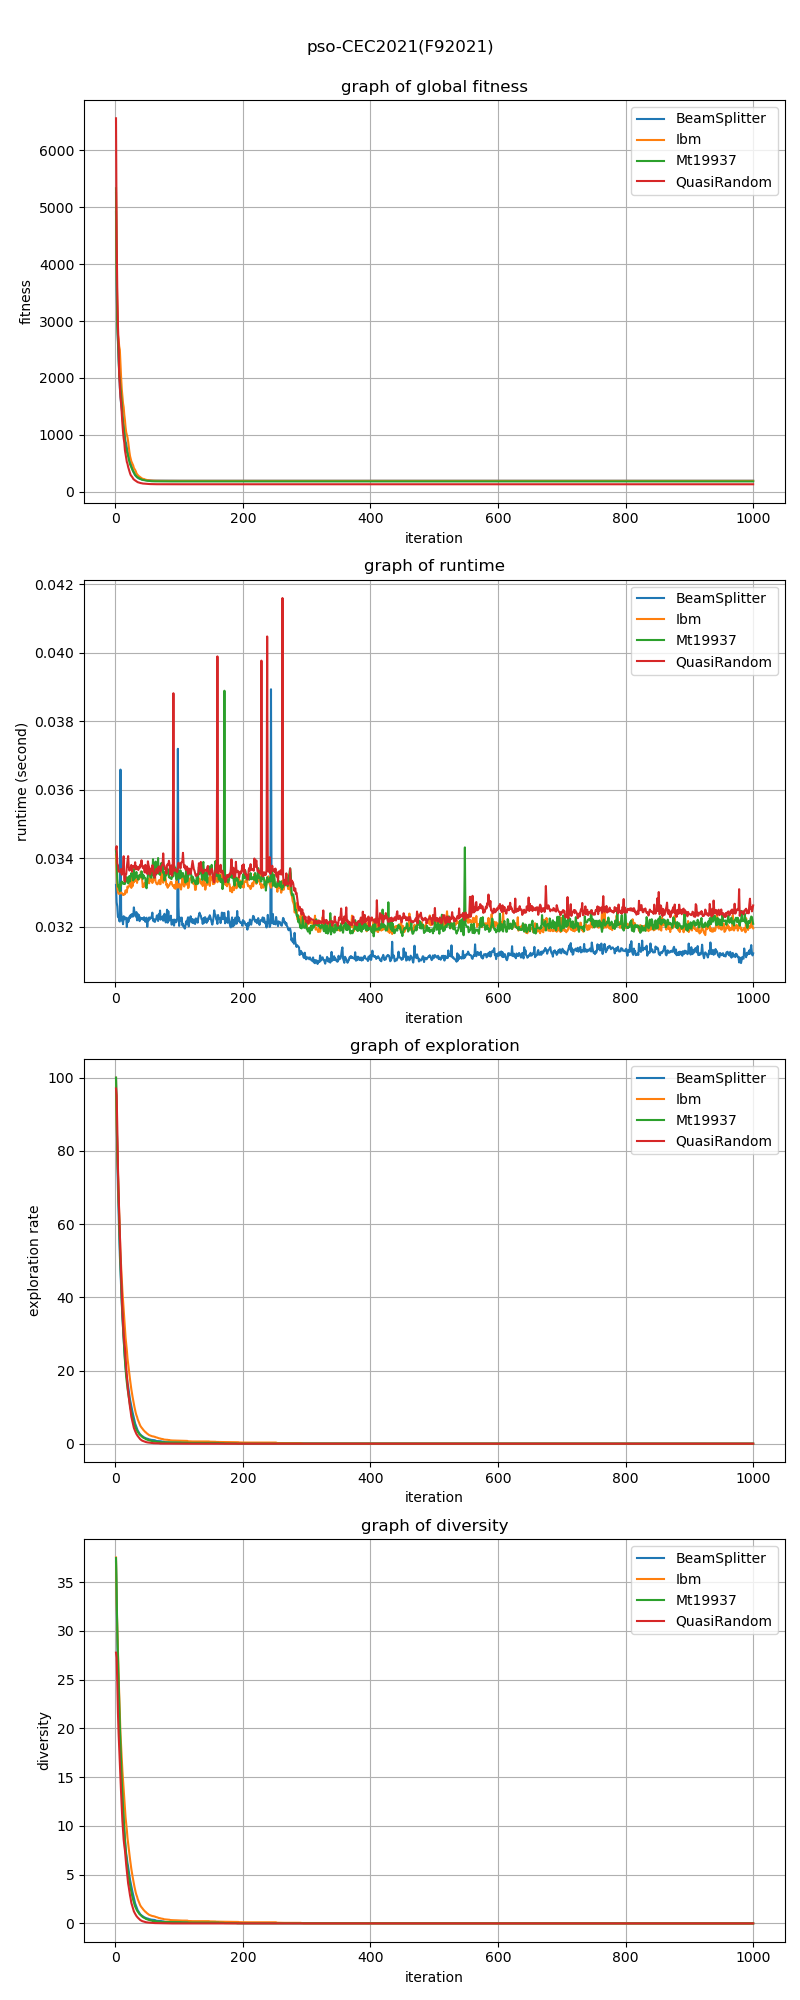 pso-CEC2021(F92021)
graph of global fitness
BeamSplitter
Ibm
Mt19937
QuasiRandom
6000
5000
4000
3000
2000
1000
0
fitness
0 200 400 600 800 1000
iteration
graph of runtime
BeamSplitter
Ibm
Mt19937
QuasiRandom
0.042
0.040
0.038
0.036
0.034
0.032
runtime (second)
0 200 400 600 800 1000
iteration
graph of exploration
BeamSplitter
Ibm
Mt19937
QuasiRandom
100
80
60
40
20
0
exploration rate
0 200 400 600 800 1000
iteration
graph of diversity
BeamSplitter
Ibm
Mt19937
QuasiRandom
35
30
25
20
15
10
5
0
diversity
0 200 400 600 800 1000
iteration